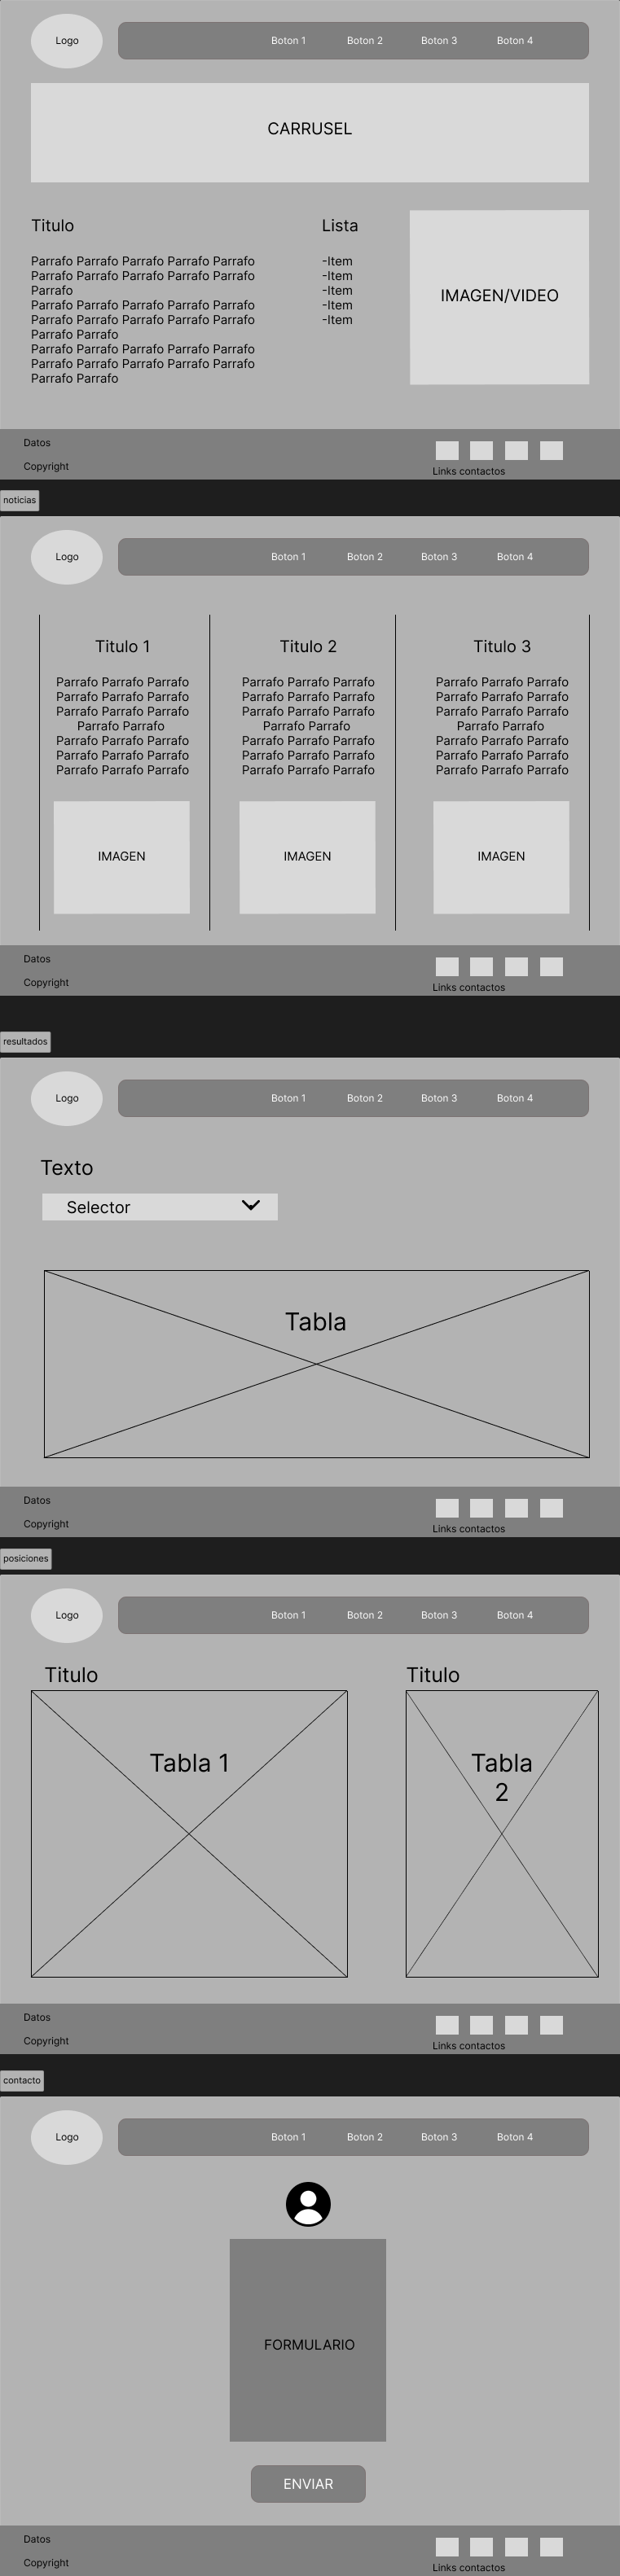 Logo
Boton 1 Boton 2 Boton 3 Boton 4
CARRUSEL
Titulo
Parrafo Parrafo Parrafo Parrafo Parrafo
Parrafo Parrafo Parrafo Parrafo Parrafo
Parrafo
Parrafo Parrafo Parrafo Parrafo Parrafo
Parrafo Parrafo Parrafo Parrafo Parrafo
Parrafo Parrafo
Parrafo Parrafo Parrafo Parrafo Parrafo
Parrafo Parrafo Parrafo Parrafo Parrafo
Parrafo Parrafo
Lista
-Item
-Item
-Item
-Item
-Item
IMAGEN/VIDEO
Datos
Copyright
Links contactos
noticias
Logo
Boton 1 Boton 2 Boton 3 Boton 4
Titulo 1
Parrafo Parrafo Parrafo
Parrafo Parrafo Parrafo
Parrafo Parrafo Parrafo
Parrafo Parrafo
Parrafo Parrafo Parrafo
Parrafo Parrafo Parrafo
Parrafo Parrafo Parrafo
IMAGEN
Titulo 2
Parrafo Parrafo Parrafo
Parrafo Parrafo Parrafo
Parrafo Parrafo Parrafo
Parrafo Parrafo
Parrafo Parrafo Parrafo
Parrafo Parrafo Parrafo
Parrafo Parrafo Parrafo
IMAGEN
Titulo 3
Parrafo Parrafo Parrafo
Parrafo Parrafo Parrafo
Parrafo Parrafo Parrafo
Parrafo Parrafo
Parrafo Parrafo Parrafo
Parrafo Parrafo Parrafo
Parrafo Parrafo Parrafo
IMAGEN
Datos
Copyright
Links contactos
resultados
Logo
Boton 1 Boton 2 Boton 3 Boton 4
Texto
Selector
Tabla
Datos
Copyright
Links contactos
posiciones
Logo
Boton 1 Boton 2 Boton 3 Boton 4
Titulo
Tabla 1
Titulo
Tabla
2
Datos
Copyright
Links contactos
contacto
Logo
Boton 1 Boton 2 Boton 3 Boton 4
FORMULARIO
ENVIAR
Datos
Copyright
Links contactos